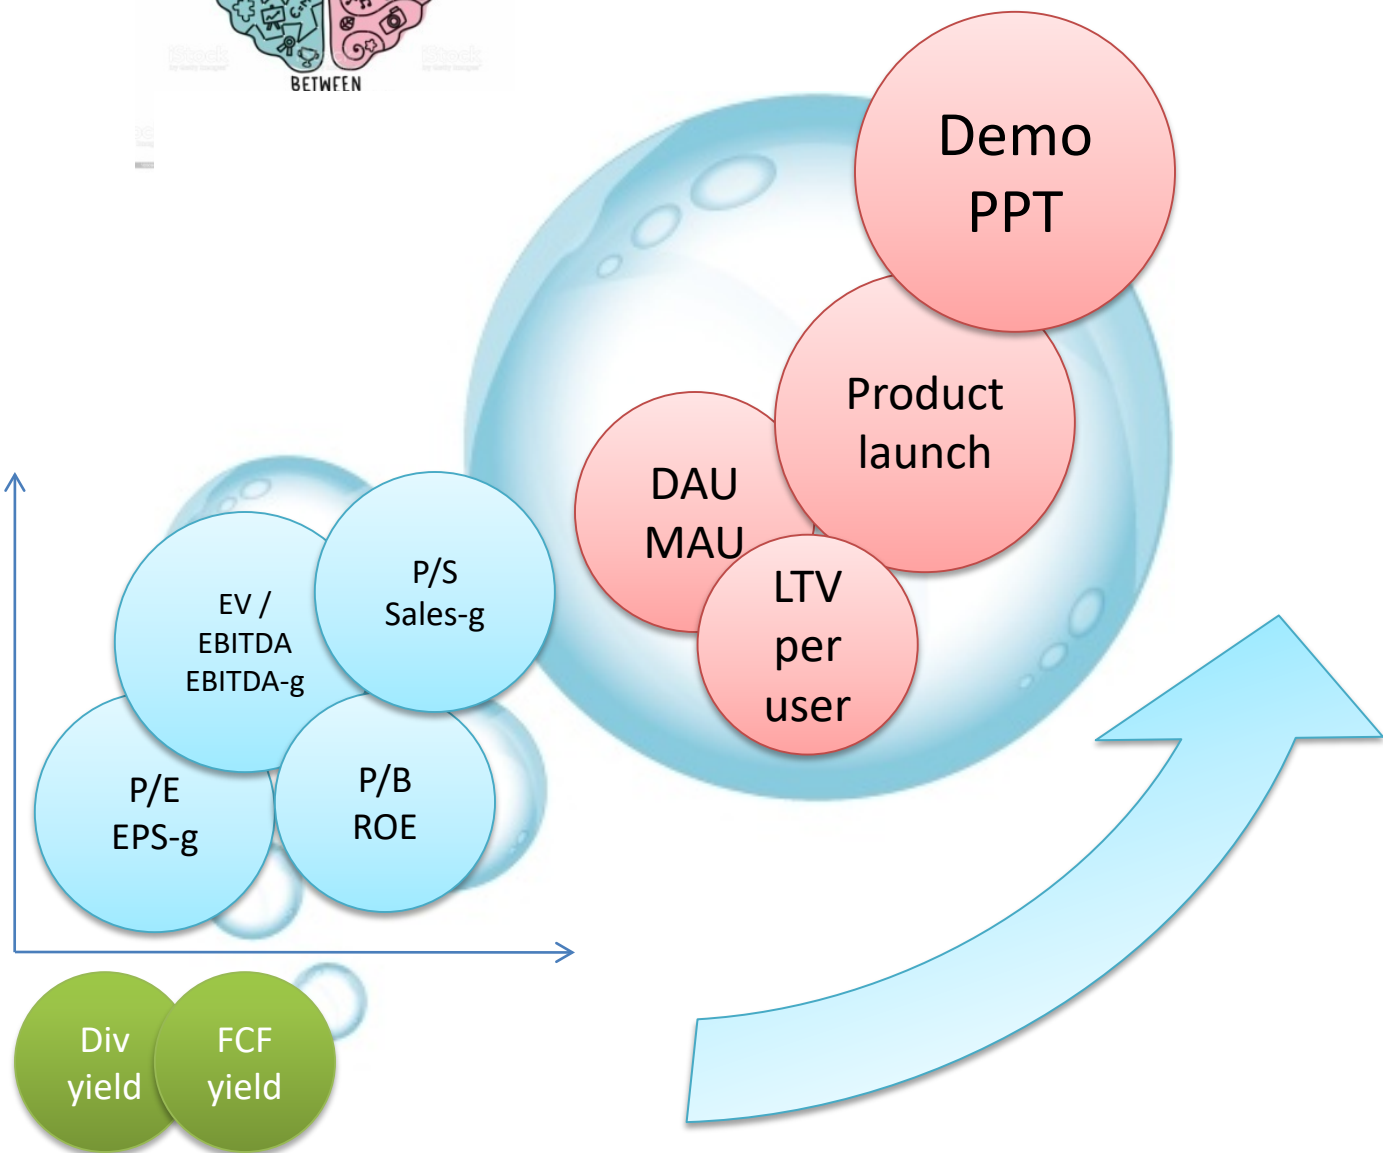 BETWEEN
Demo
PPT
Product
launch
DAU
MAU
LTV
per
user
P/S
Sales-g
EV /
EBITDA
EBITDA-g
P/E
EPS-g
P/B
ROE
Div
yield
FCF
yield